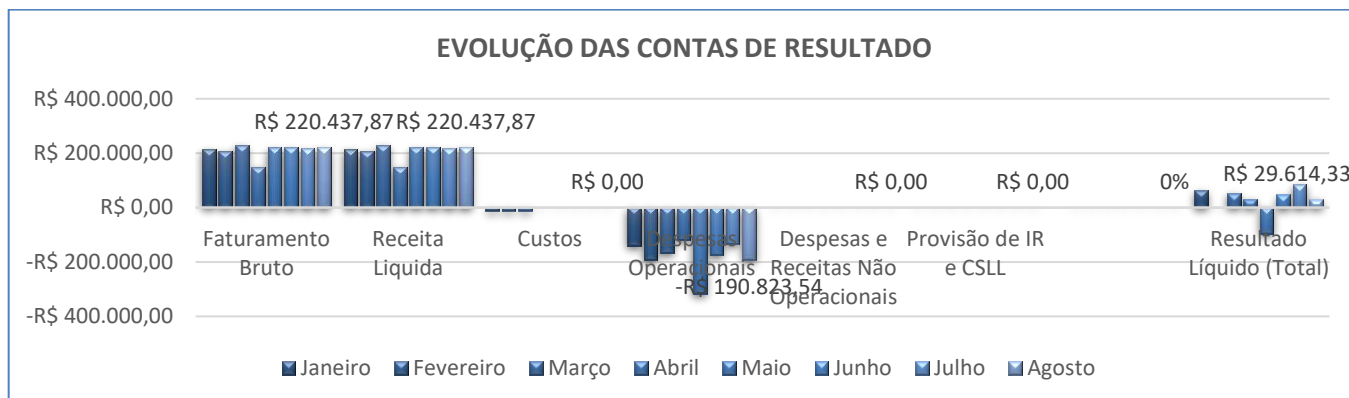 EVOLUÇÃO DAS CONTAS DE RESULTADO
R$ 400.000,00
R$ 200.000,00
R$ 0,00
-R$ 200.000,00
-R$ 400.000,00
R$ 220.437,87
R$ 220.437,87
R$ 0,00
-R$ 190.823,54
R$ 0,00
R$ 0,00
0%
R$ 29.614,33
Faturamento
Bruto
Receita
Liquida
Custos
Despesas
Operacionais
Despesas e
Receitas Não
Operacionais
Provisão de IR
e CSLL
Resultado
Líquido (Total)
Janeiro Fevereiro Março Abril Maio Junho Julho Agosto